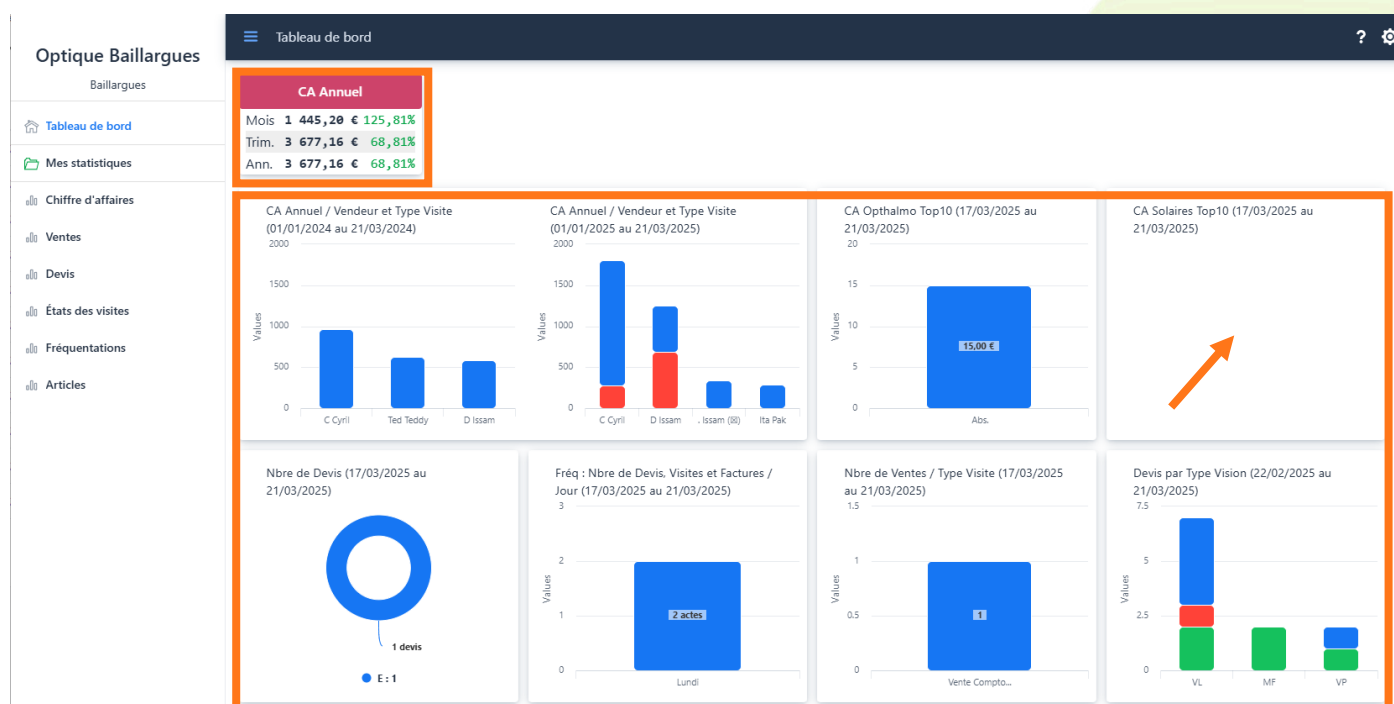 Optique Baillargues
Baillargues
Tableau de bord
Mes statistiques
Chiffre d'affaires
Ventes
Devis
États des visites
Fréquentations
Articles
Tableau de bord
?
CA Annuel
Mois 1 445,20 € 125,81%
Trim. 3 677,16 € 68,81%
Ann. 3 677,16 € 68,81%
CA Annuel / Vendeur et Type Visite
(01/01/2024 au 21/03/2024)
2000
1500
1000
500
0
Values
C Cyril Ted Teddy D Issam
CA Annuel / Vendeur et Type Visite
(01/01/2025 au 21/03/2025)
2000
1500
1000
500
0
Values
C Cyril D Issam . Issam (☒) Ita Pak
CA Opthalmo Top10 (17/03/2025 au
21/03/2025)
20
15
10
5
0
Values
15,00 €
Abs.
CA Solaires Top10 (17/03/2025 au
21/03/2025)
Nbre de Devis (17/03/2025 au
21/03/2025)
1 devis
E : 1
Fréq : Nbre de Devis, Visites et Factures /
Jour (17/03/2025 au 21/03/2025)
3
2
1
0
Values
2 actes
Lundi
Nbre de Ventes / Type Visite (17/03/2025
au 21/03/2025)
1.5
1
0.5
0
Values
1
Vente Compto...
Devis par Type Vision (22/02/2025 au
21/03/2025)
7.5
5
2.5
0
Values
VL MF VP